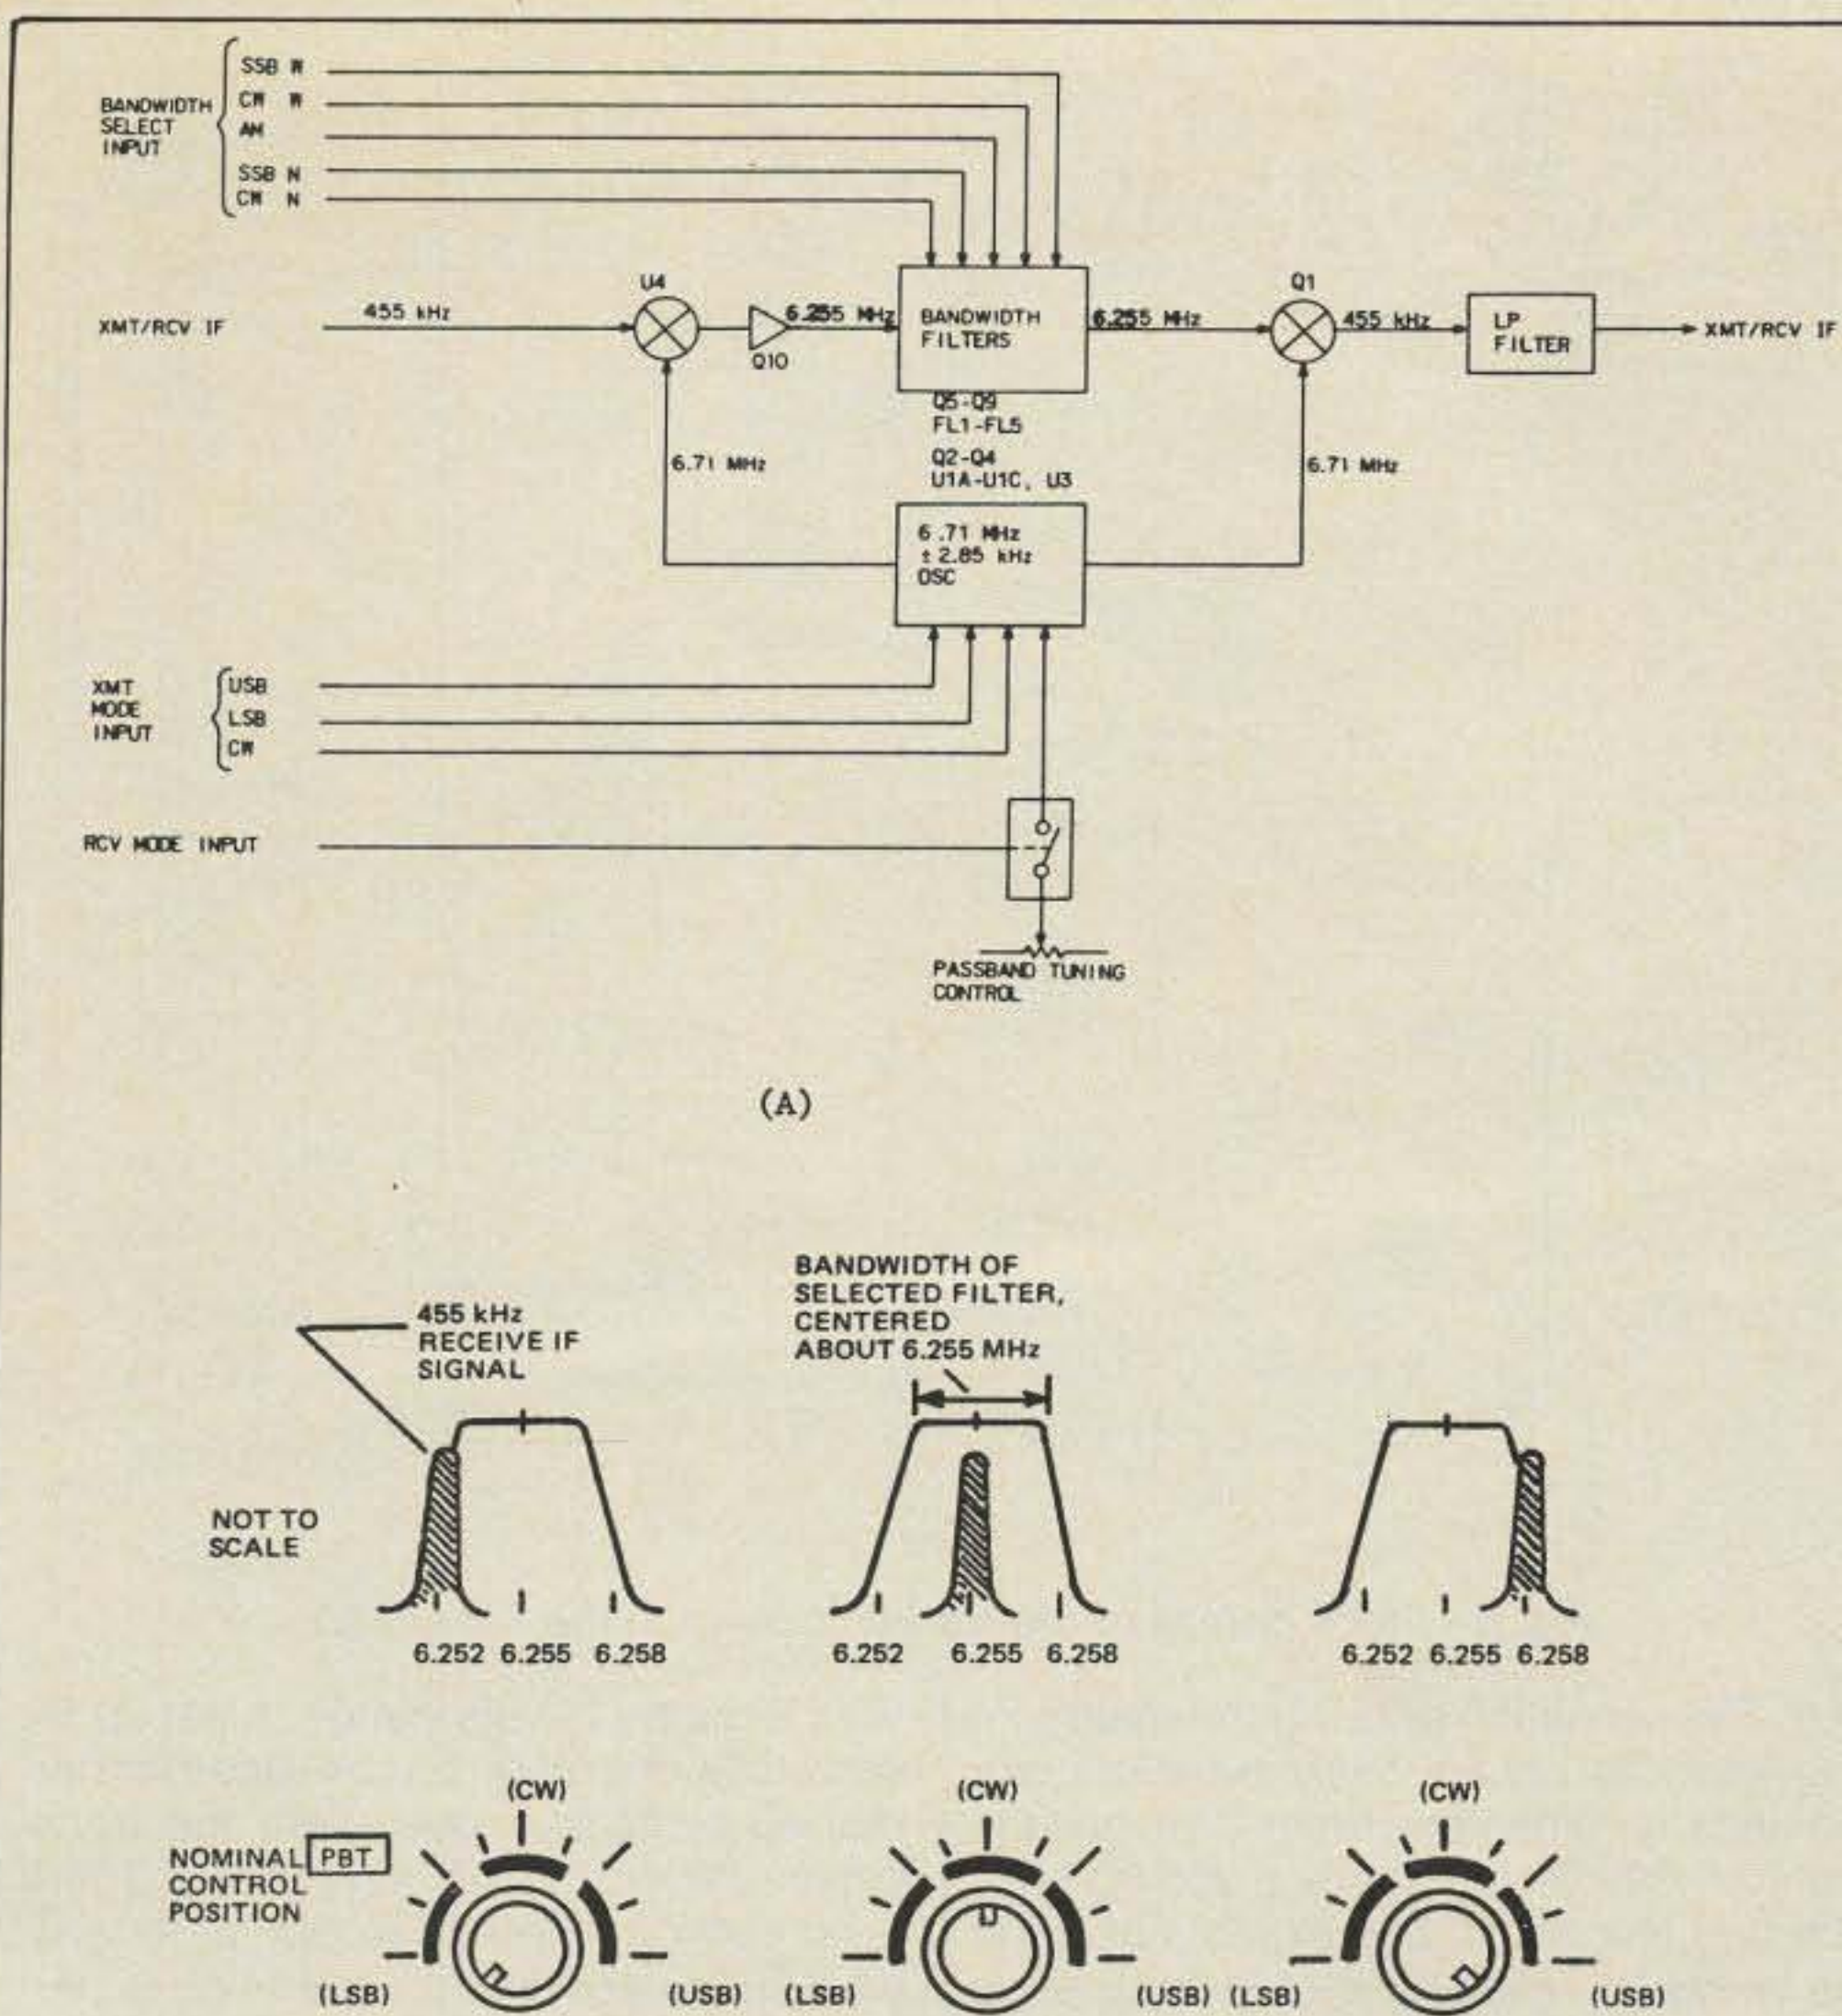 BANDWIDTH
SELECT
INPUT
SSB W
CW W
AM
SSB N
CW N
XMT/RCV IF
455 kHz
U4
Q10
6.255 MHz
BANDWIDTH
FILTERS
6.255 MHz
Q1
455 kHz
LP
FILTER
XMT/RCV IF
Q5-Q9
FL1-FL5
Q2-Q4
U1A-U1C, U3
6.71 MHz
6.71 MHz
6.71 MHz
± 2.85 kHz
OSC
XMT
MODE
INPUT
USB
LSB
CW
RCV MODE INPUT
PASSBAND TUNING
CONTROL
(A)
455 kHz
RECEIVE IF
SIGNAL
BANDWIDTH OF
SELECTED FILTER,
CENTERED
ABOUT 6.255 MHz
NOT TO
SCALE
6.252 6.255 6.258
6.252 6.255 6.258
6.252 6.255 6.258
NOMINAL PBT
CONTROL
POSITION
(CW)
(LSB) (USB)
(CW)
(LSB) (USB)
(CW)
(LSB) (USB)